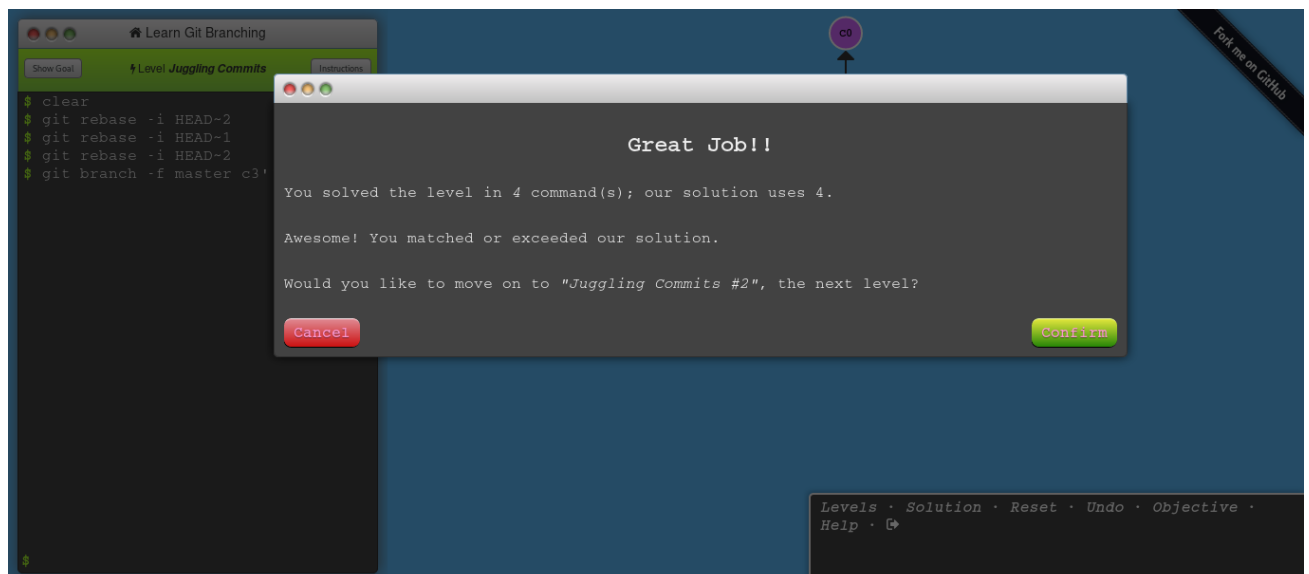 Learn Git Branching
Show Goal
Level Juggling Commits
Instructions
$ clear
$ git rebase -i HEAD~2
$ git rebase -i HEAD~1
$ git rebase -i HEAD~2
$ git branch -f master c3'
$
C0
Fork me on GitHub
Great Job!!
You solved the level in 4 command(s); our solution uses 4.
Awesome! You matched or exceeded our solution.
Would you like to move on to "Juggling Commits #2", the next level?
Cancel
Confirm
Levels · Solution · Reset · Undo · Objective ·
Help ·